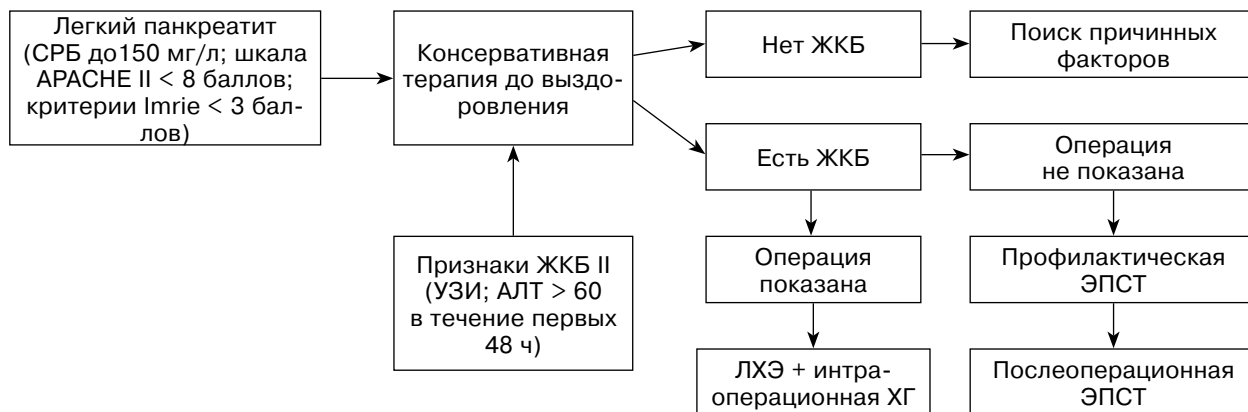 Легкий панкреатит
(СРБ до150 мг/л; шкала
APACHE II < 8 баллов;
критерии Imrie < 3 бал-
лов)
Консервативная
терапия до выздо-
ровления
Нет ЖКБ
Поиск причинных
факторов
Есть ЖКБ
Операция
не показана
Признаки ЖКБ II
(УЗИ; АЛТ > 60
в течение первых
48 ч)
Операция
показана
Профилактическая
ЭПСТ
ЛХЭ + интра-
операционная ХГ
Послеоперационная
ЭПСТ